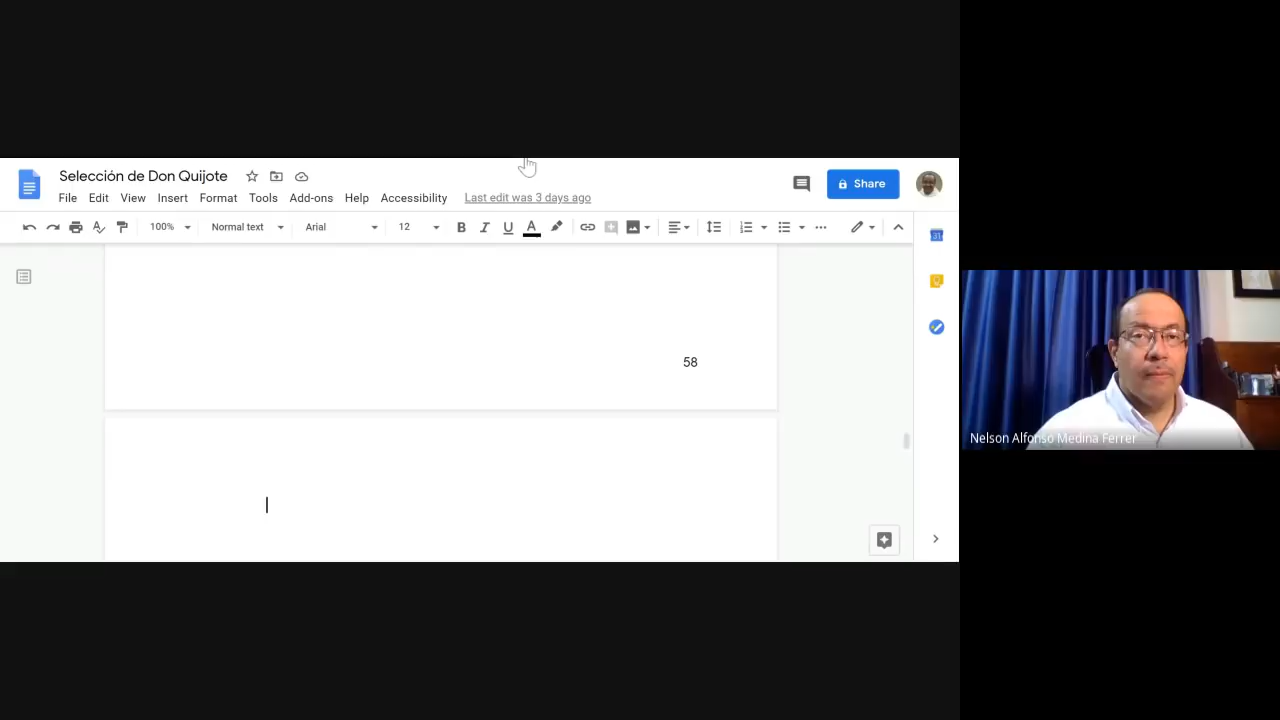 Selección de Don Quijote
File Edit View Insert Format Tools Add-ons Help Accessibility Last edit was 3 days ago
Share
100% Normal text Arial 12 B I U A
31
58
Nelson Alfonso Medina Ferrer